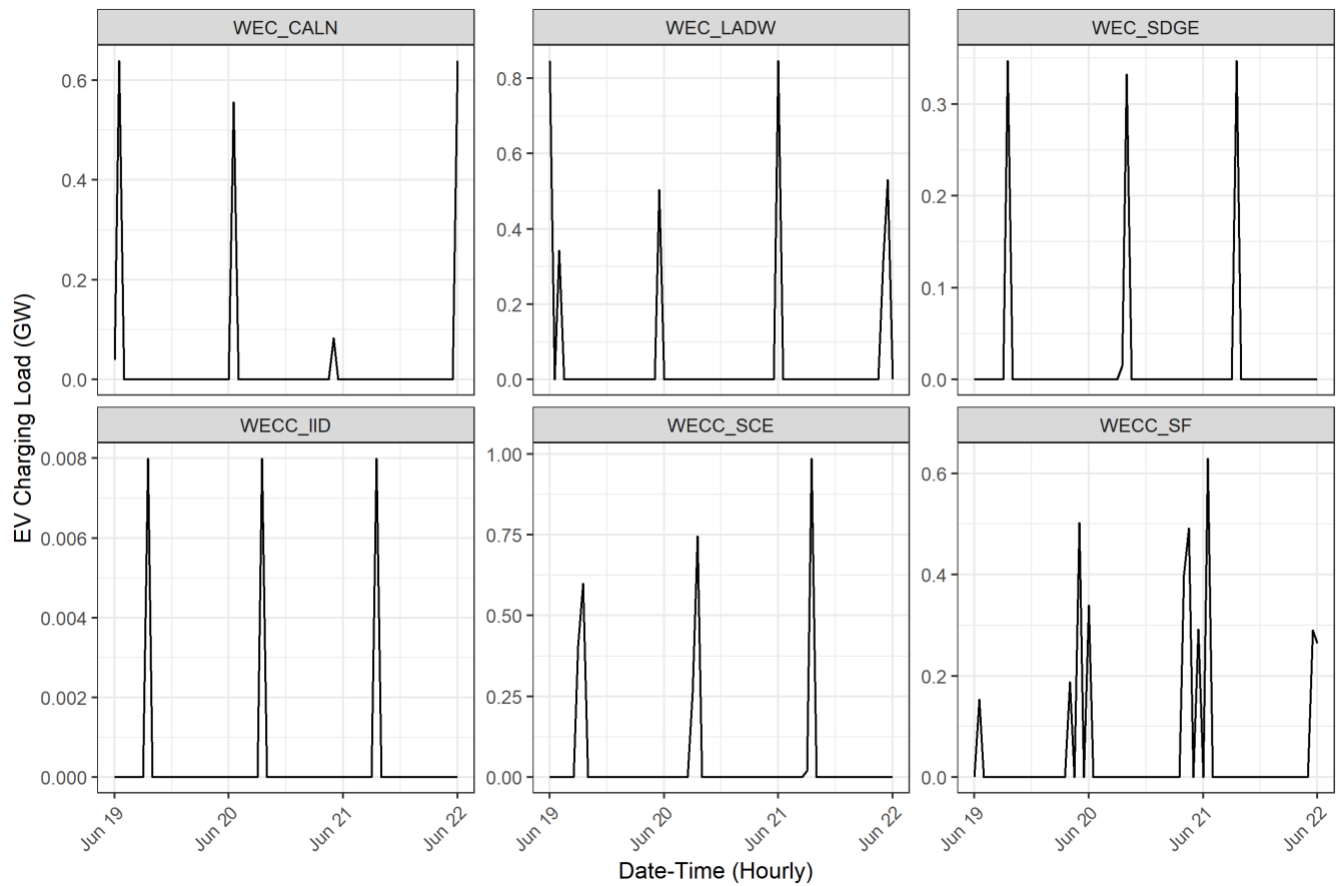 WEC_CALN
WEC_LADW
WEC_SDGE
0.6
0.4
0.2
0.0
0.8
0.6
0.4
0.2
0.0
0.3
0.2
0.1
0.0
EV Charging Load (GW)
WECC_IID
WECC_SCE
WECC_SF
0.008
0.006
0.004
0.002
0.000
1.00
0.75
0.50
0.25
0.00
0.6
0.4
0.2
0.0
Jun 19
Jun 20
Jun 21
Jun 22
Jun 19
Jun 20
Jun 21
Jun 22
Jun 19
Jun 20
Jun 21
Jun 22
Date-Time (Hourly)